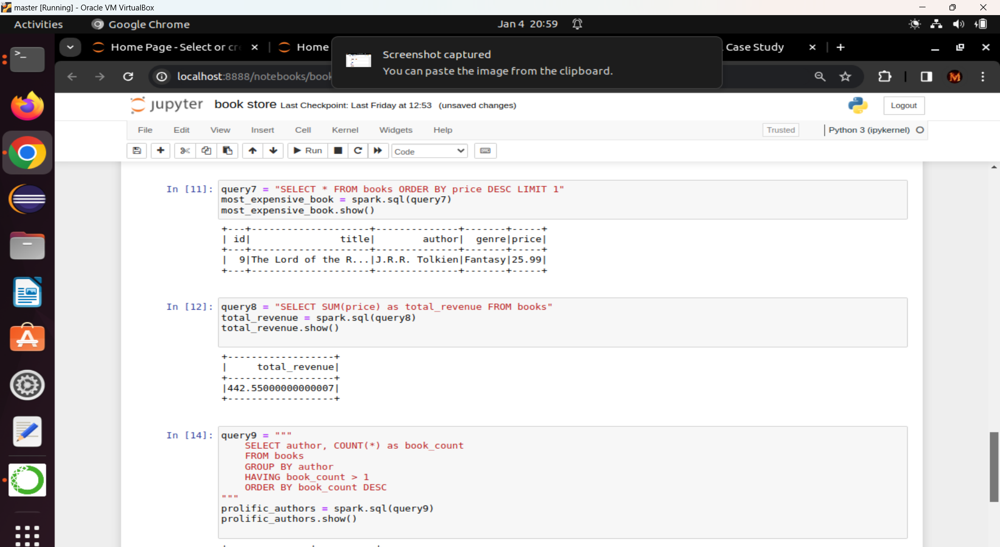 master [Running] - Oracle VM VirtualBox
Activities
Google Chrome
Jan 4 20:59
Home Page - Select or cr
Home
Screenshot captured
You can paste the image from the clipboard.
Case Study
localhost:8888/notebooks/book
jupyter
book store Last Checkpoint: Last Friday at 12:53 (unsaved changes)
Logout
File Edit View Insert Cell Kernel Widgets Help
Trusted
Python 3 (ipykernel)
Run
Code
In [11]: query7 = "SELECT * FROM books ORDER BY price DESC LIMIT 1"
most_expensive_book = spark.sql(query7)
most_expensive_book.show()
+---+--------------------+--------------+-------+-----+
| id|               title|        author|  genre|price|
+---+--------------------+--------------+-------+-----+
|  9|The Lord of the R...|J.R.R. Tolkien|Fantasy|25.99|
+---+--------------------+--------------+-------+-----+
In [12]: query8 = "SELECT SUM(price) as total_revenue FROM books"
total_revenue = spark.sql(query8)
total_revenue.show()
+------------------+
|     total_revenue|
+------------------+
|442.55000000000007|
+------------------+
In [14]: query9 = """
    SELECT author, COUNT(*) as book_count
    FROM books
    GROUP BY author
    HAVING book_count > 1
    ORDER BY book_count DESC
"""
prolific_authors = spark.sql(query9)
prolific_authors.show()